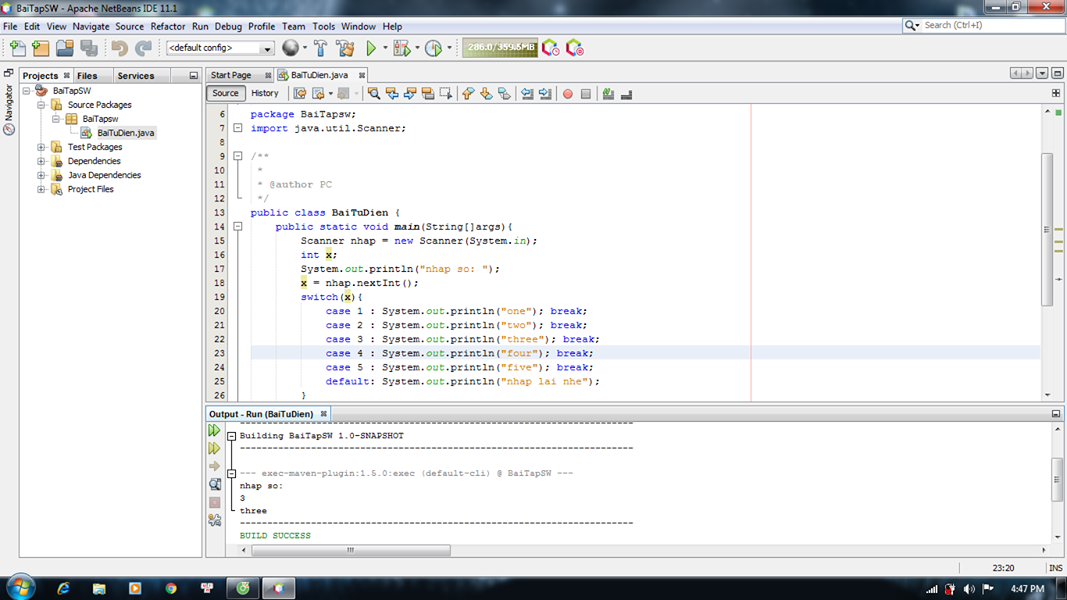 BaiTapSW - Apache NetBeans IDE 11.1
File Edit View Navigate Source Refactor Run Debug Profile Team Tools Window Help
Search (Ctrl+I)
<default config>
286.0/359.6MB
Projects Files Services
Start Page BaiTuDien.java
Navigator
Source History
BaiTapSW
Source Packages
BaiTapsw
BaiTuDien.java
Test Packages
Dependencies
Java Dependencies
Project Files
6 package BaiTapsw;
7 import java.util.Scanner;
8
9 /**
10 *
11 * @author PC
12 */
13 public class BaiTuDien {
14 public static void main(String[]args){
15 Scanner nhap = new Scanner(System.in);
16 int x;
17 System.out.println("nhap so: ");
18 x = nhap.nextInt();
19 switch(x){
20 case 1 : System.out.println("one"); break;
21 case 2 : System.out.println("two"); break;
22 case 3 : System.out.println("three"); break;
23 case 4 : System.out.println("four"); break;
24 case 5 : System.out.println("five"); break;
25 default: System.out.println("nhap lai nhe");
26 }
Output - Run (BaiTuDien)
------------------------------------------------------------------------
Building BaiTapSW 1.0-SNAPSHOT
------------------------------------------------------------------------
--- exec-maven-plugin:1.5.0:exec (default-cli) @ BaiTapSW ---
nhap so:
3
three
------------------------------------------------------------------------
BUILD SUCCESS
23:20 INS
4:47 PM